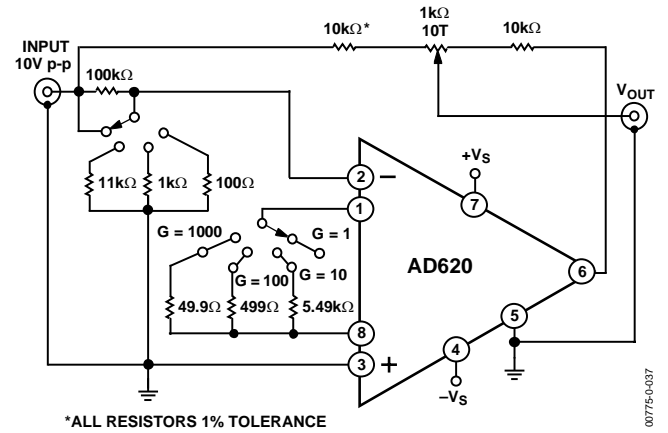 10kΩ*
1kΩ
10T
10kΩ
INPUT
10V p-p
100kΩ
VOUT
11kΩ
1kΩ
100Ω
+VS
2
–
1
7
G = 1000
G = 1
G = 100
G = 10
AD620
6
49.9Ω
499Ω
5.49kΩ
5
8
4
3
+
–VS
*ALL RESISTORS 1% TOLERANCE
00775-0-037